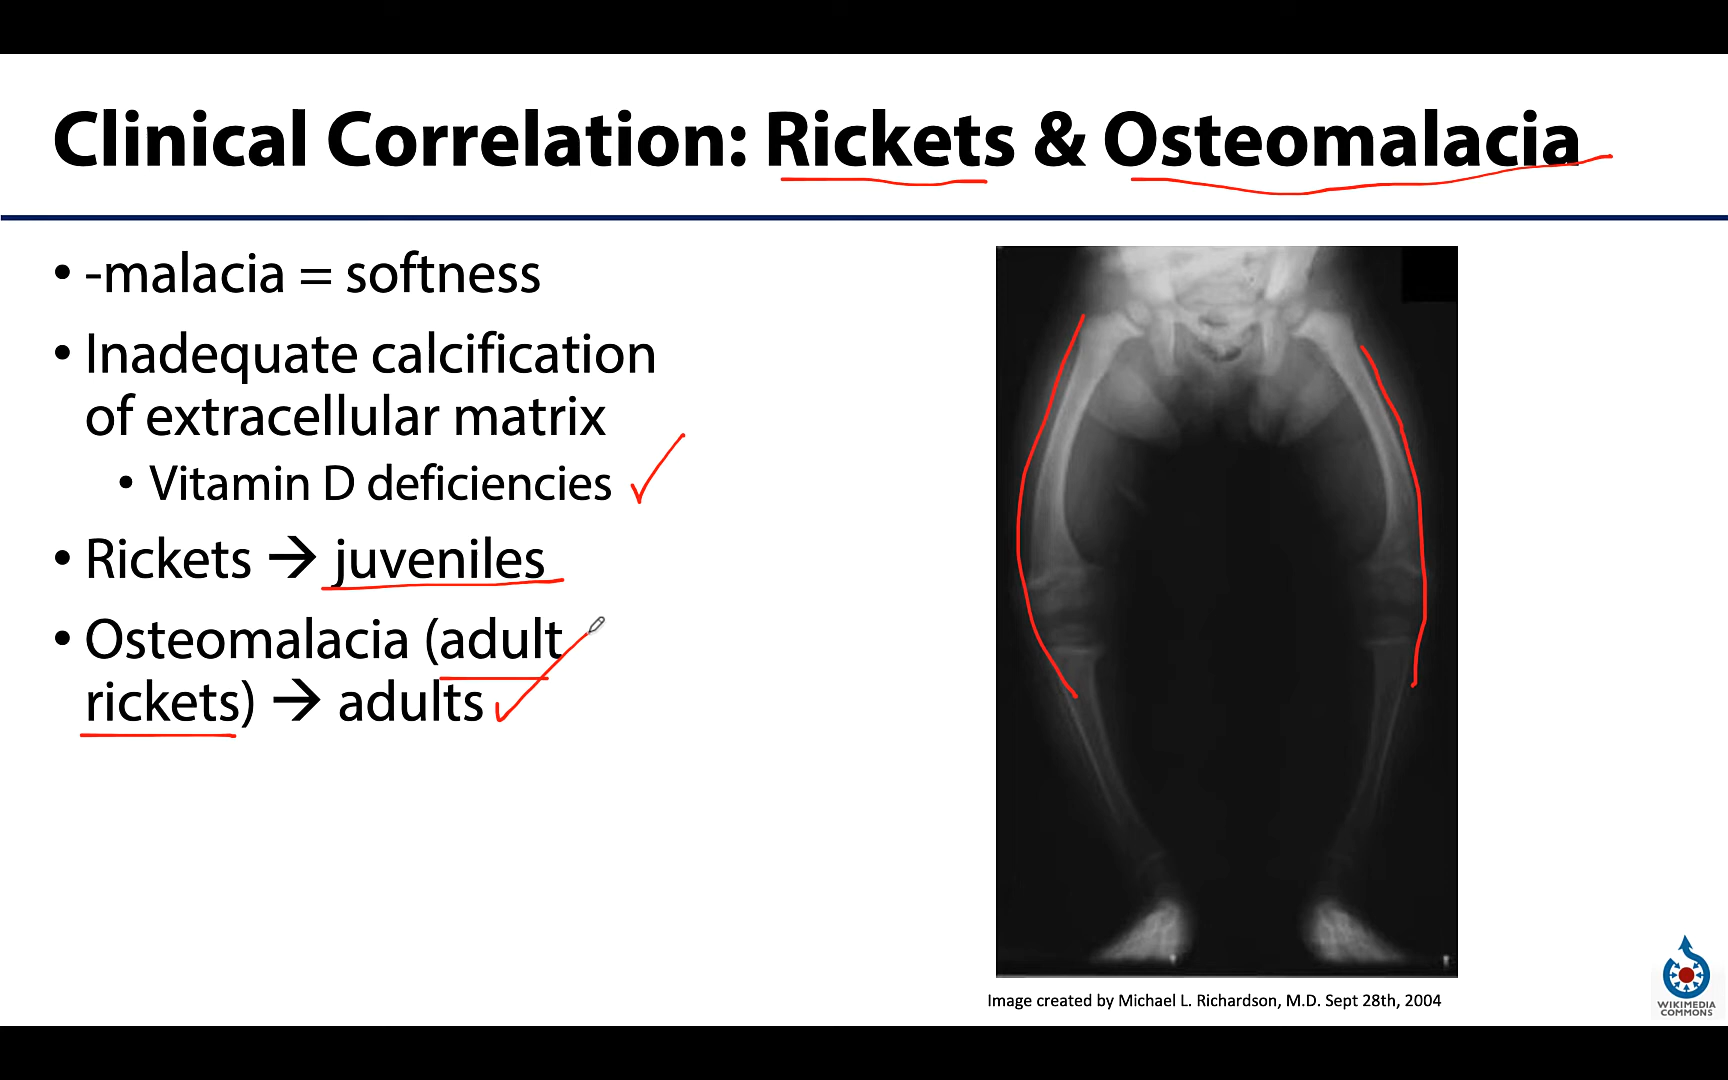 Clinical Correlation: Rickets & Osteomalacia
• -malacia = softness
• Inadequate calcification
of extracellular matrix
• Vitamin D deficiencies
• Rickets → juveniles
• Osteomalacia (adult
rickets) → adults
Image created by Michael L. Richardson, M.D. Sept 28th, 2004
WIKIMEDIA
COMMONS